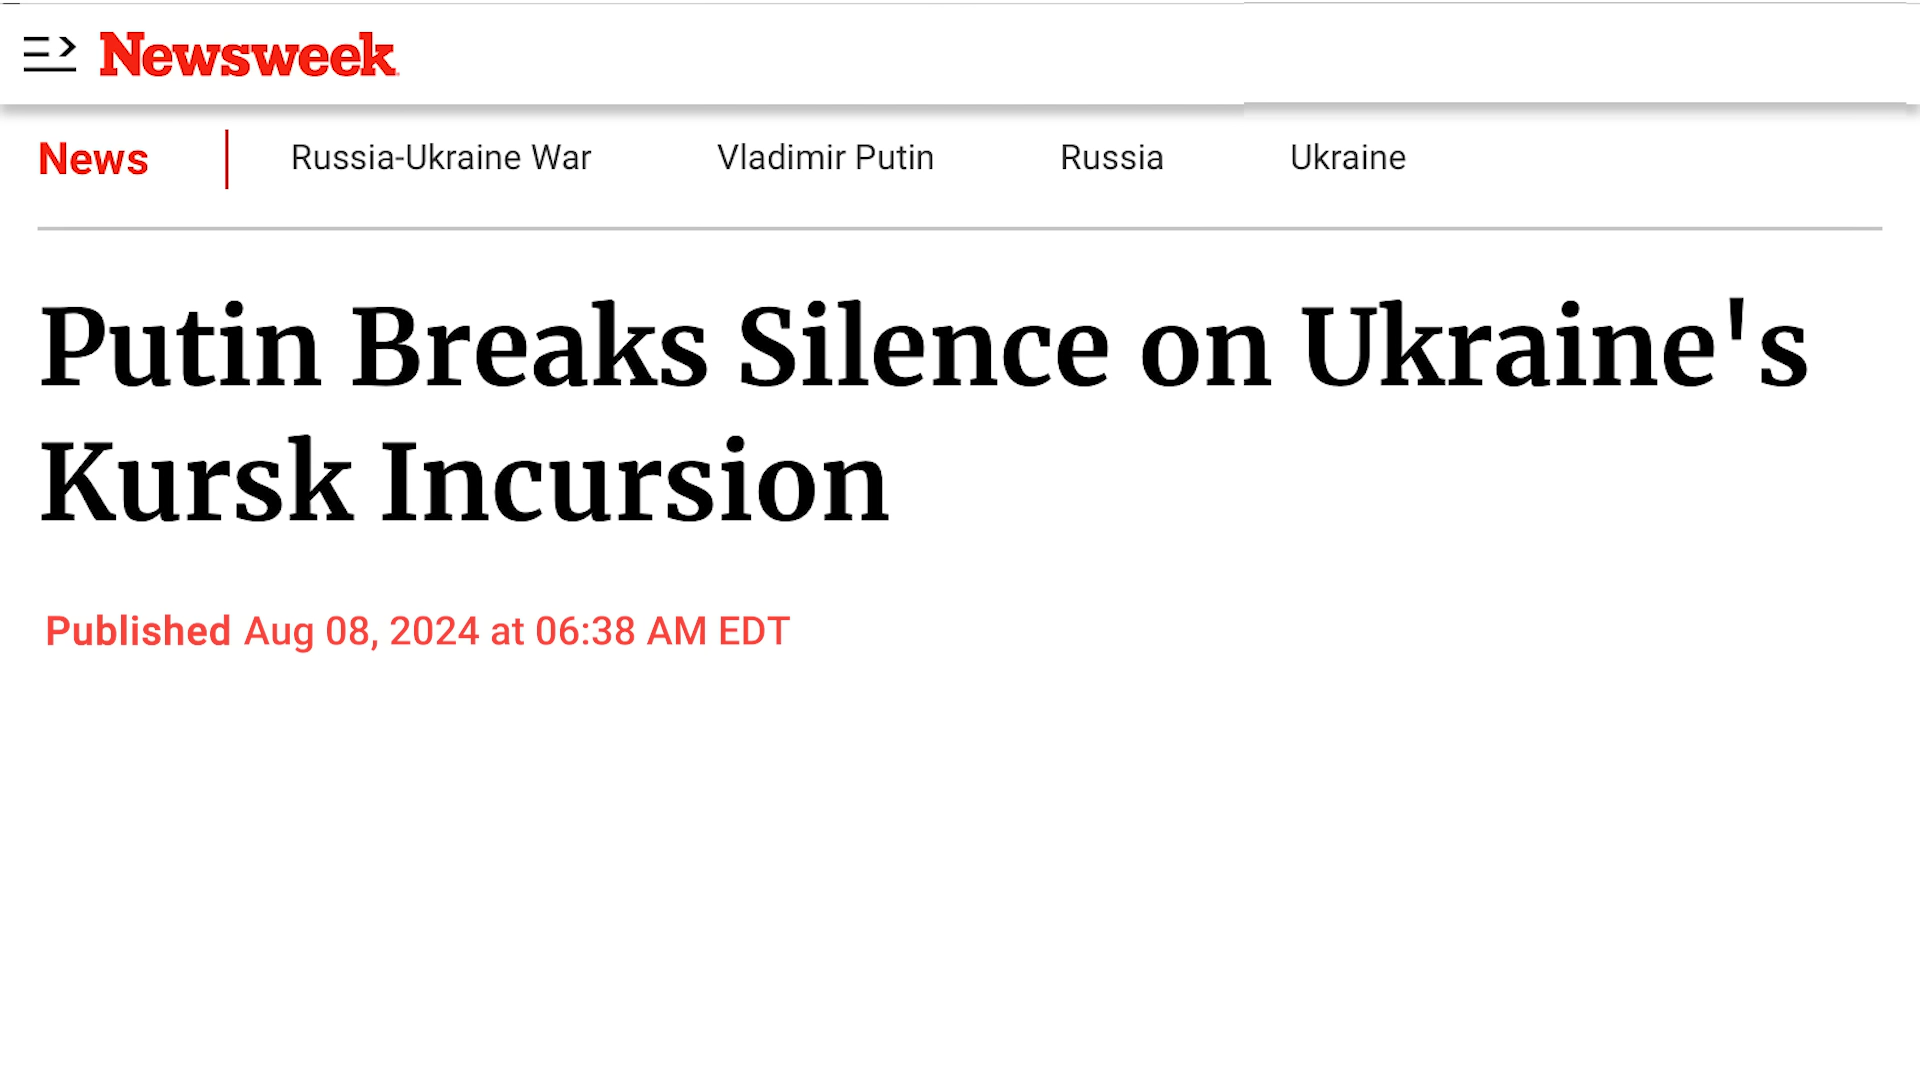 Newsweek
News Russia-Ukraine War Vladimir Putin Russia Ukraine
Putin Breaks Silence on Ukraine's
Kursk Incursion
Published Aug 08, 2024 at 06:38 AM EDT